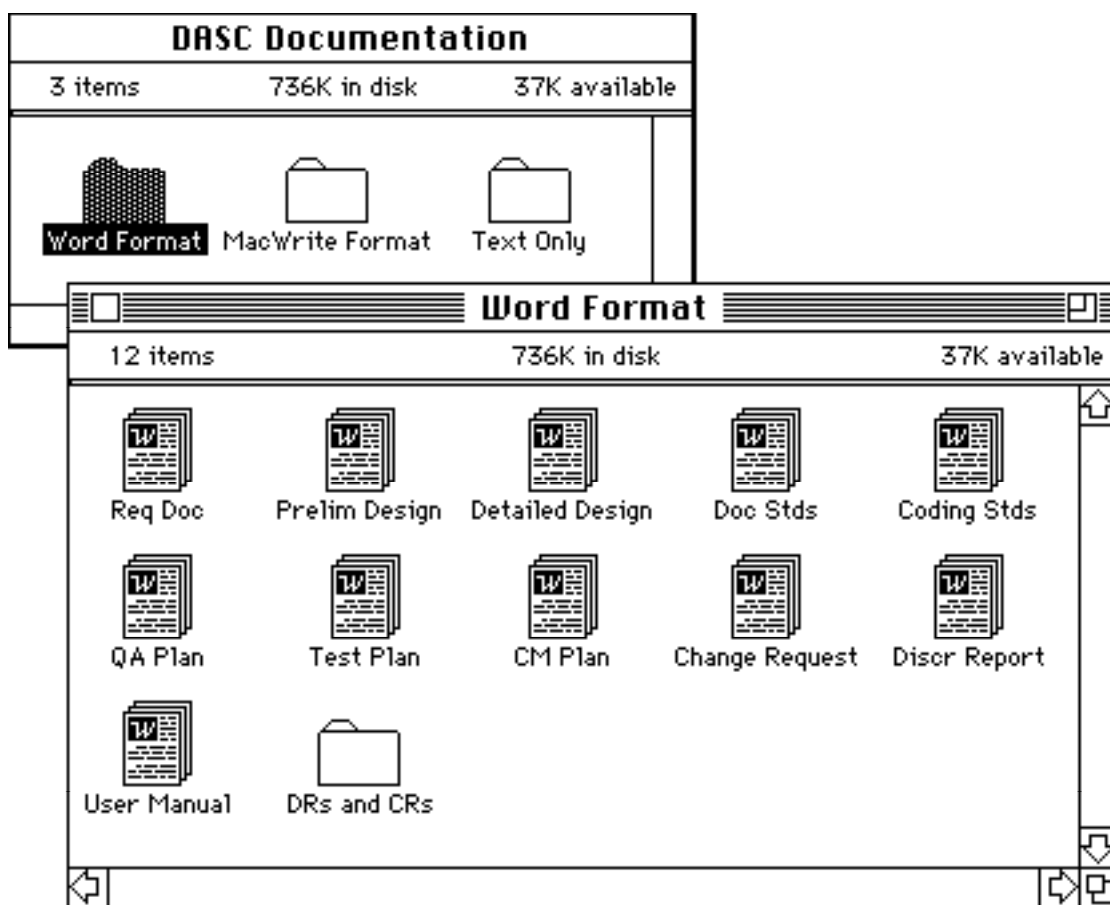 DASC Documentation
3 items 736K in disk 37K available
Word Format MacWrite Format Text Only
Word Format
12 items 736K in disk 37K available
Req Doc Prelim Design Detailed Design Doc Stds Coding Stds
QA Plan Test Plan CM Plan Change Request Discr Report
User Manual DRs and CRs